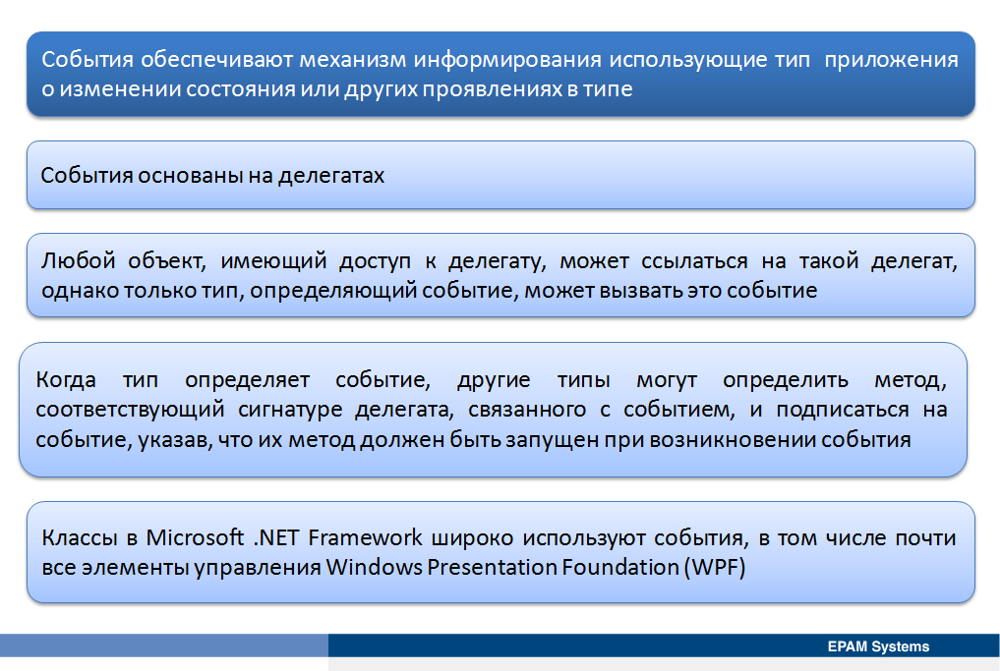 События обеспечивают механизм информирования использующие тип приложения
о изменении состояния или других проявлениях в типе
События основаны на делегатах
Любой объект, имеющий доступ к делегату, может ссылаться на такой делегат,
однако только тип, определяющий событие, может вызвать это событие
Когда тип определяет событие, другие типы могут определить метод,
соответствующий сигнатуре делегата, связанного с событием, и подписаться на
событие, указав, что их метод должен быть запущен при возникновении события
Классы в Microsoft .NET Framework широко используют события, в том числе почти
все элементы управления Windows Presentation Foundation (WPF)
EPAM Systems